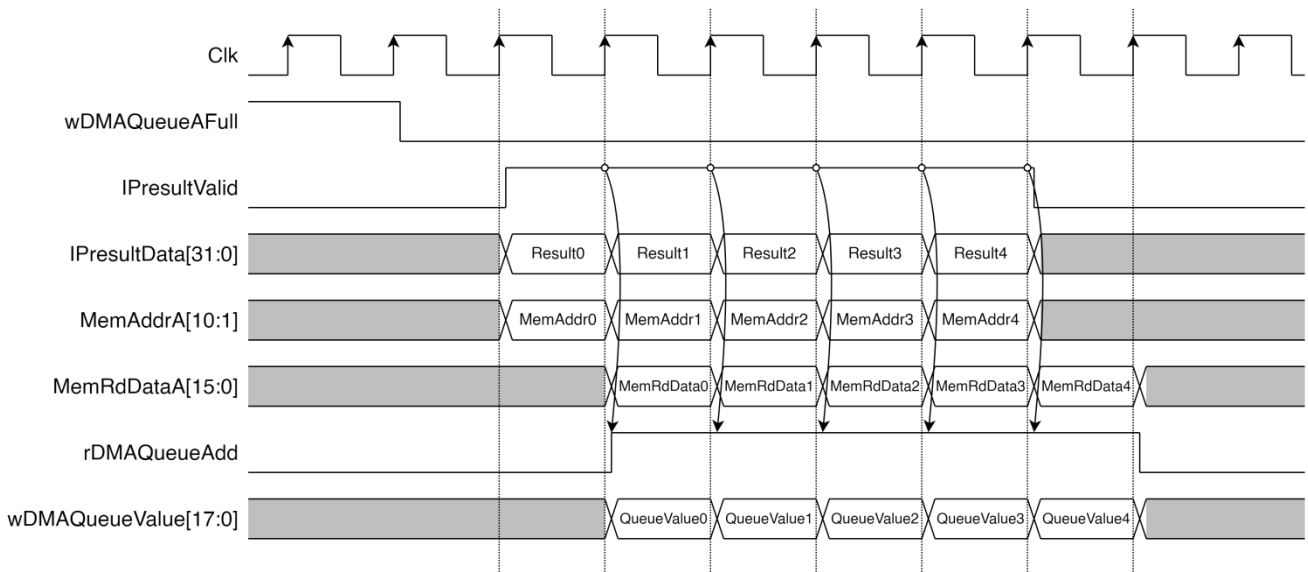 Clk
wDMAQueueAFull
IPresultValid
IPresultData[31:0] Result0 Result1 Result2 Result3 Result4
MemAddrA[10:1] MemAddr0 MemAddr1 MemAddr2 MemAddr3 MemAddr4
MemRdDataA[15:0] MemRdData0 MemRdData1 MemRdData2 MemRdData3 MemRdData4
rDMAQueueAdd
wDMAQueueValue[17:0] QueueValue0 QueueValue1 QueueValue2 QueueValue3 QueueValue4